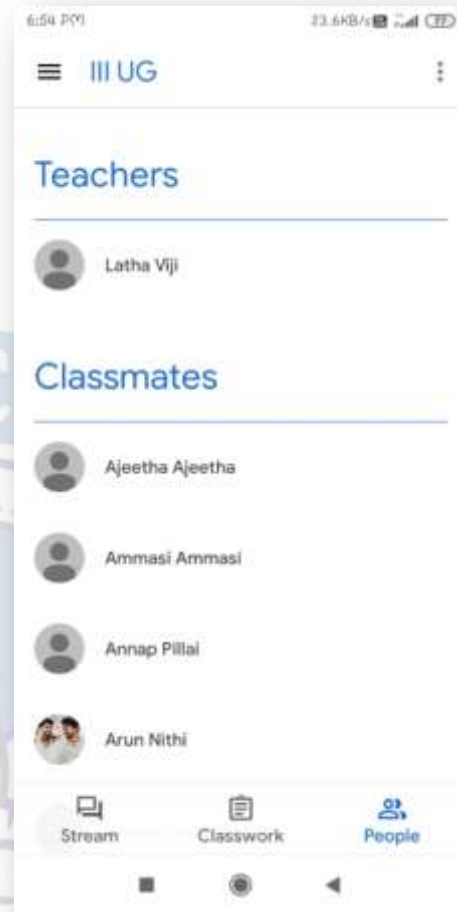 6:54 PM 23.6KB/s 77
III UG
Teachers
Latha Viji
Classmates
Ajeetha Ajeetha
Ammasi Ammasi
Annap Pillai
Arun Nithi
Stream Classwork People